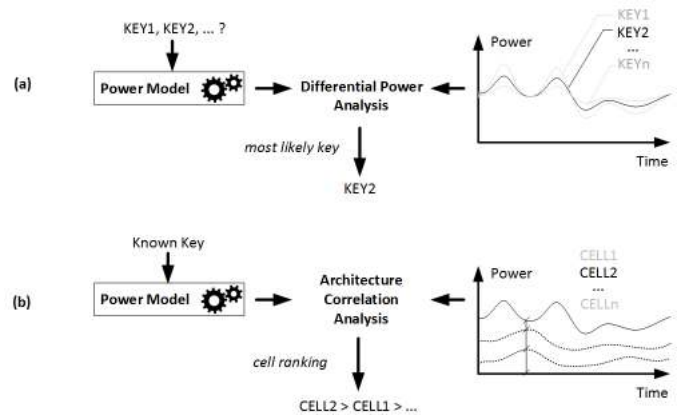 KEY1, KEY2, ... ?
(a)
Power Model
Differential Power
Analysis
most likely key
KEY2
Power
KEY1
KEY2
...
KEYn
Time
Known Key
(b)
Power Model
Architecture
Correlation
Analysis
cell ranking
CELL2 > CELL1 > ...
Power
CELL1
CELL2
...
CELLn
Time